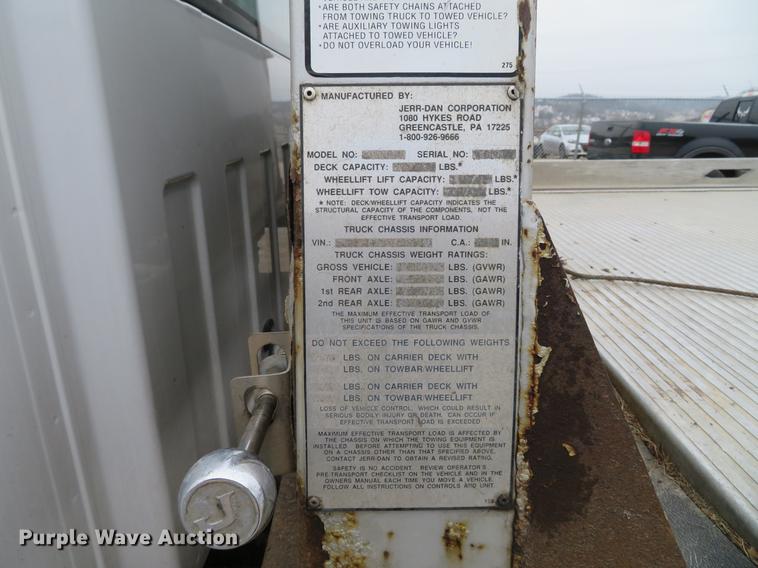 • ARE BOTH SAFETY CHAINS ATTACHED
FROM TOWING TRUCK TO TOWED VEHICLE?
• ARE AUXILIARY TOWING LIGHTS
ATTACHED TO TOWED VEHICLE?
• DO NOT OVERLOAD YOUR VEHICLE!
275
MANUFACTURED BY:
JERR-DAN CORPORATION
1080 HYKES ROAD
GREENCASTLE, PA 17225
1-800-926-9666
MODEL NO: SERIAL NO:
DECK CAPACITY: LBS.*
WHEELLIFT LIFT CAPACITY: LBS.*
WHEELLIFT TOW CAPACITY: LBS.*
* NOTE: DECK/WHEELLIFT CAPACITY INDICATES THE
STRUCTURAL CAPACITY OF THE COMPONENTS, NOT THE
EFFECTIVE TRANSPORT LOAD.
TRUCK CHASSIS INFORMATION
VIN.: C.A.: IN.
TRUCK CHASSIS WEIGHT RATINGS:
GROSS VEHICLE: LBS. (GVWR)
FRONT AXLE: LBS. (GAWR)
1st REAR AXLE: LBS. (GAWR)
2nd REAR AXLE: LBS. (GAWR)
THE MAXIMUM EFFECTIVE TRANSPORT LOAD OF
THIS UNIT IS BASED ON GAWR AND GVWR
SPECIFICATIONS OF THE TRUCK CHASSIS.
DO NOT EXCEED THE FOLLOWING WEIGHTS
LBS. ON CARRIER DECK WITH
LBS. ON TOWBAR/WHEELLIFT
LBS. ON CARRIER DECK WITH
LBS. ON TOWBAR/WHEELLIFT
LOSS OF VEHICLE CONTROL, WHICH COULD RESULT IN
SERIOUS BODILY INJURY OR DEATH, CAN OCCUR IF
EFFECTIVE TRANSPORT LOAD IS EXCEEDED
MAXIMUM EFFECTIVE TRANSPORT LOAD IS AFFECTED BY
THE CHASSIS ON WHICH THE TOWING EQUIPMENT IS
INSTALLED. BEFORE ATTEMPTING TO USE THIS EQUIPMENT
ON A CHASSIS OTHER THAN THAT SPECIFIED ABOVE,
CONTACT JERR-DAN TO OBTAIN A REVISED RATING.
SAFETY IS NO ACCIDENT. REVIEW OPERATOR'S
PRE-TRANSPORT CHECKLIST ON THE VEHICLE AND IN THE
OWNERS MANUAL EACH TIME YOU MOVE A VEHICLE.
FOLLOW ALL INSTRUCTIONS ON CONTROLS AND UNIT.
J
Purple Wave Auction